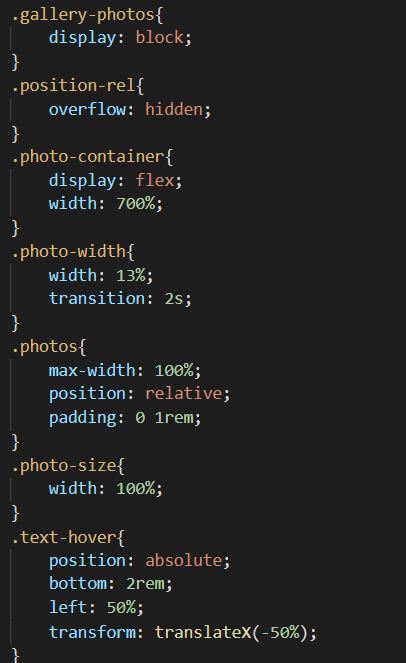 .gallery-photos{
    display: block;
}
.position-rel{
    overflow: hidden;
}
.photo-container{
    display: flex;
    width: 700%;
}
.photo-width{
    width: 13%;
    transition: 2s;
}
.photos{
    max-width: 100%;
    position: relative;
    padding: 0 1rem;
}
.photo-size{
    width: 100%;
}
.text-hover{
    position: absolute;
    bottom: 2rem;
    left: 50%;
    transform: translateX(-50%);
}